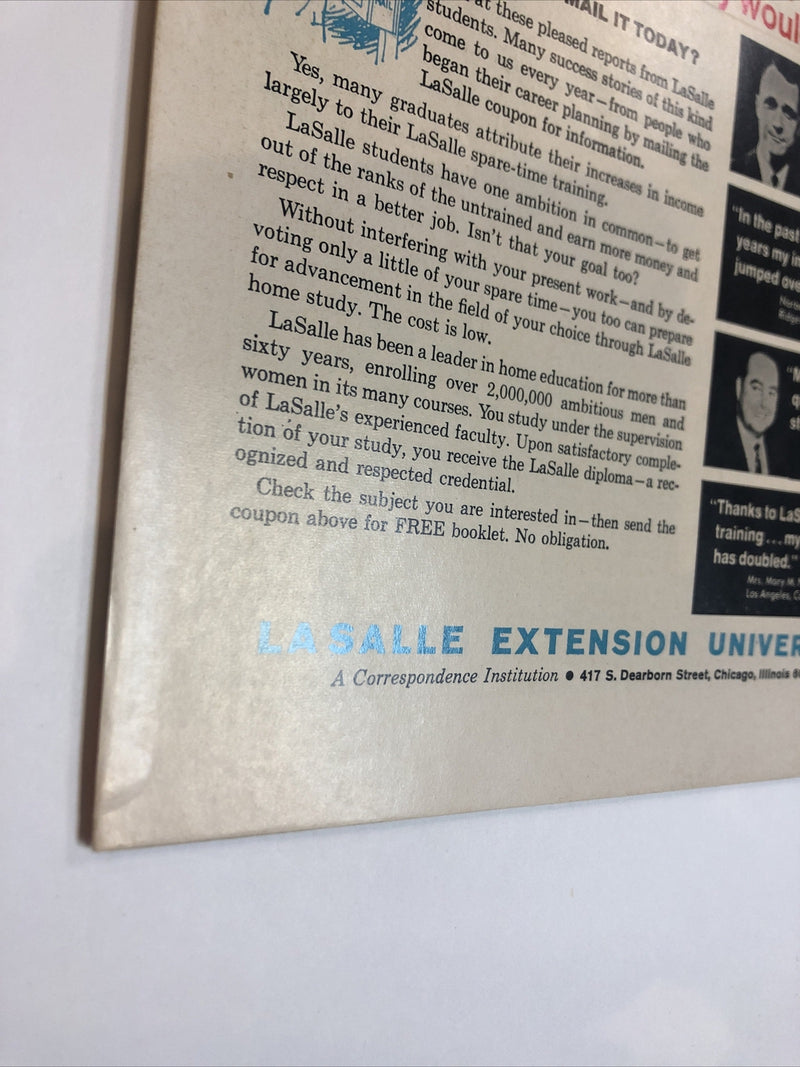 would
MAIL IT TODAY?
at these pleased reports from LaSalle
students. Many success stories of this kind
come to us every year—from people who
began their career planning by mailing the
LaSalle coupon for information.
Yes, many graduates attribute their increases in income
largely to their LaSalle spare-time training.
LaSalle students have one ambition in common—to get
out of the ranks of the untrained and earn more money and
respect in a better job. Isn't that your goal too?
Without interfering with your present work—and by de-
voting only a little of your spare time—you too can prepare
for advancement in the field of your choice through LaSalle
home study. The cost is low.
LaSalle has been a leader in home education for more than
sixty years, enrolling over 2,000,000 ambitious men and
women in its many courses. You study under the supervision
of LaSalle's experienced faculty. Upon satisfactory comple-
tion of your study, you receive the LaSalle diploma—a rec-
ognized and respected credential.
Check the subject you are interested in—then send the
coupon above for FREE booklet. No obligation.
MAIL
"In the past
years my in
jumped ove
North
Ridge
"M
q
st
"Thanks to LaS
training...my
has doubled."
Mrs. Mary M.
Los Angeles, C
LA SALLE EXTENSION UNIVER
A Correspondence Institution • 417 S. Dearborn Street, Chicago, Illinois